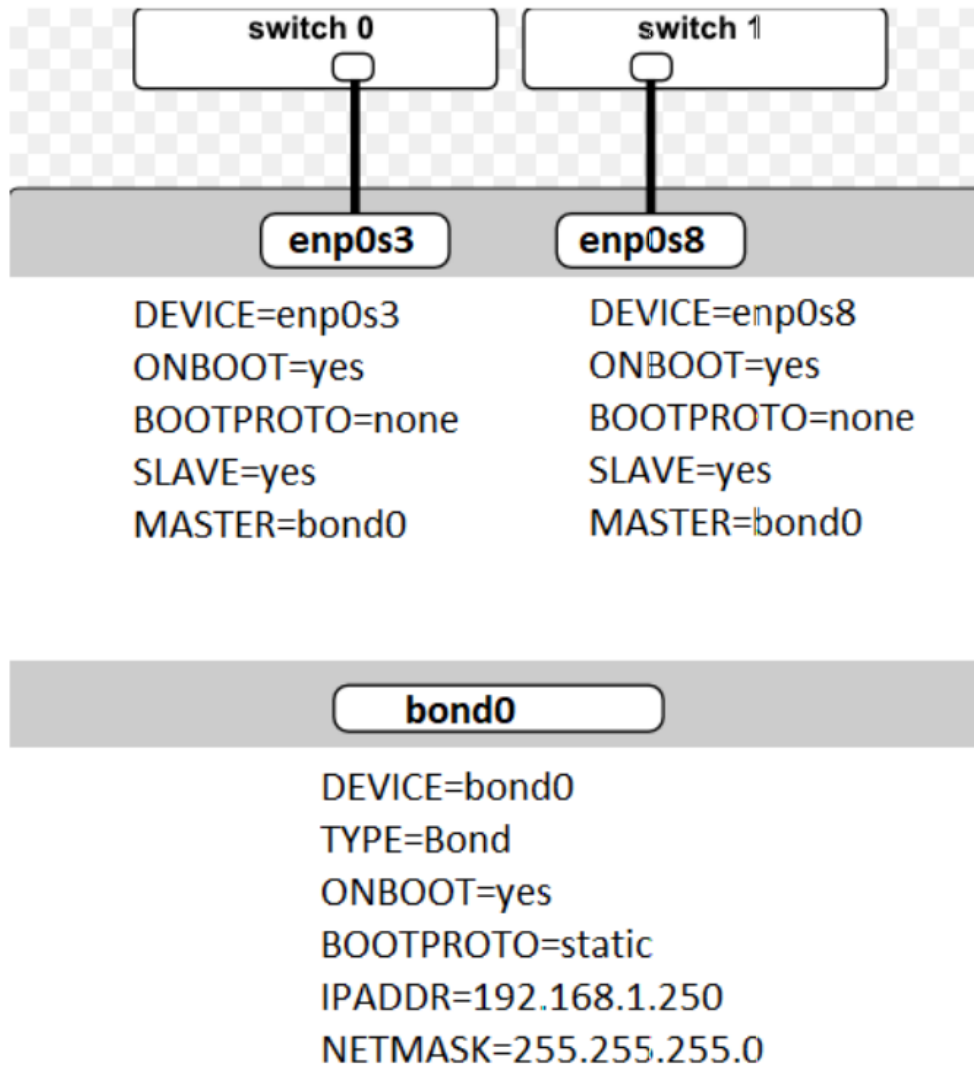 switch 0
switch 1
enp0s3
enp0s8
DEVICE=enp0s3
ONBOOT=yes
BOOTPROTO=none
SLAVE=yes
MASTER=bond0
DEVICE=enp0s8
ONBOOT=yes
BOOTPROTO=none
SLAVE=yes
MASTER=bond0
bond0
DEVICE=bond0
TYPE=Bond
ONBOOT=yes
BOOTPROTO=static
IPADDR=192.168.1.250
NETMASK=255.255.255.0